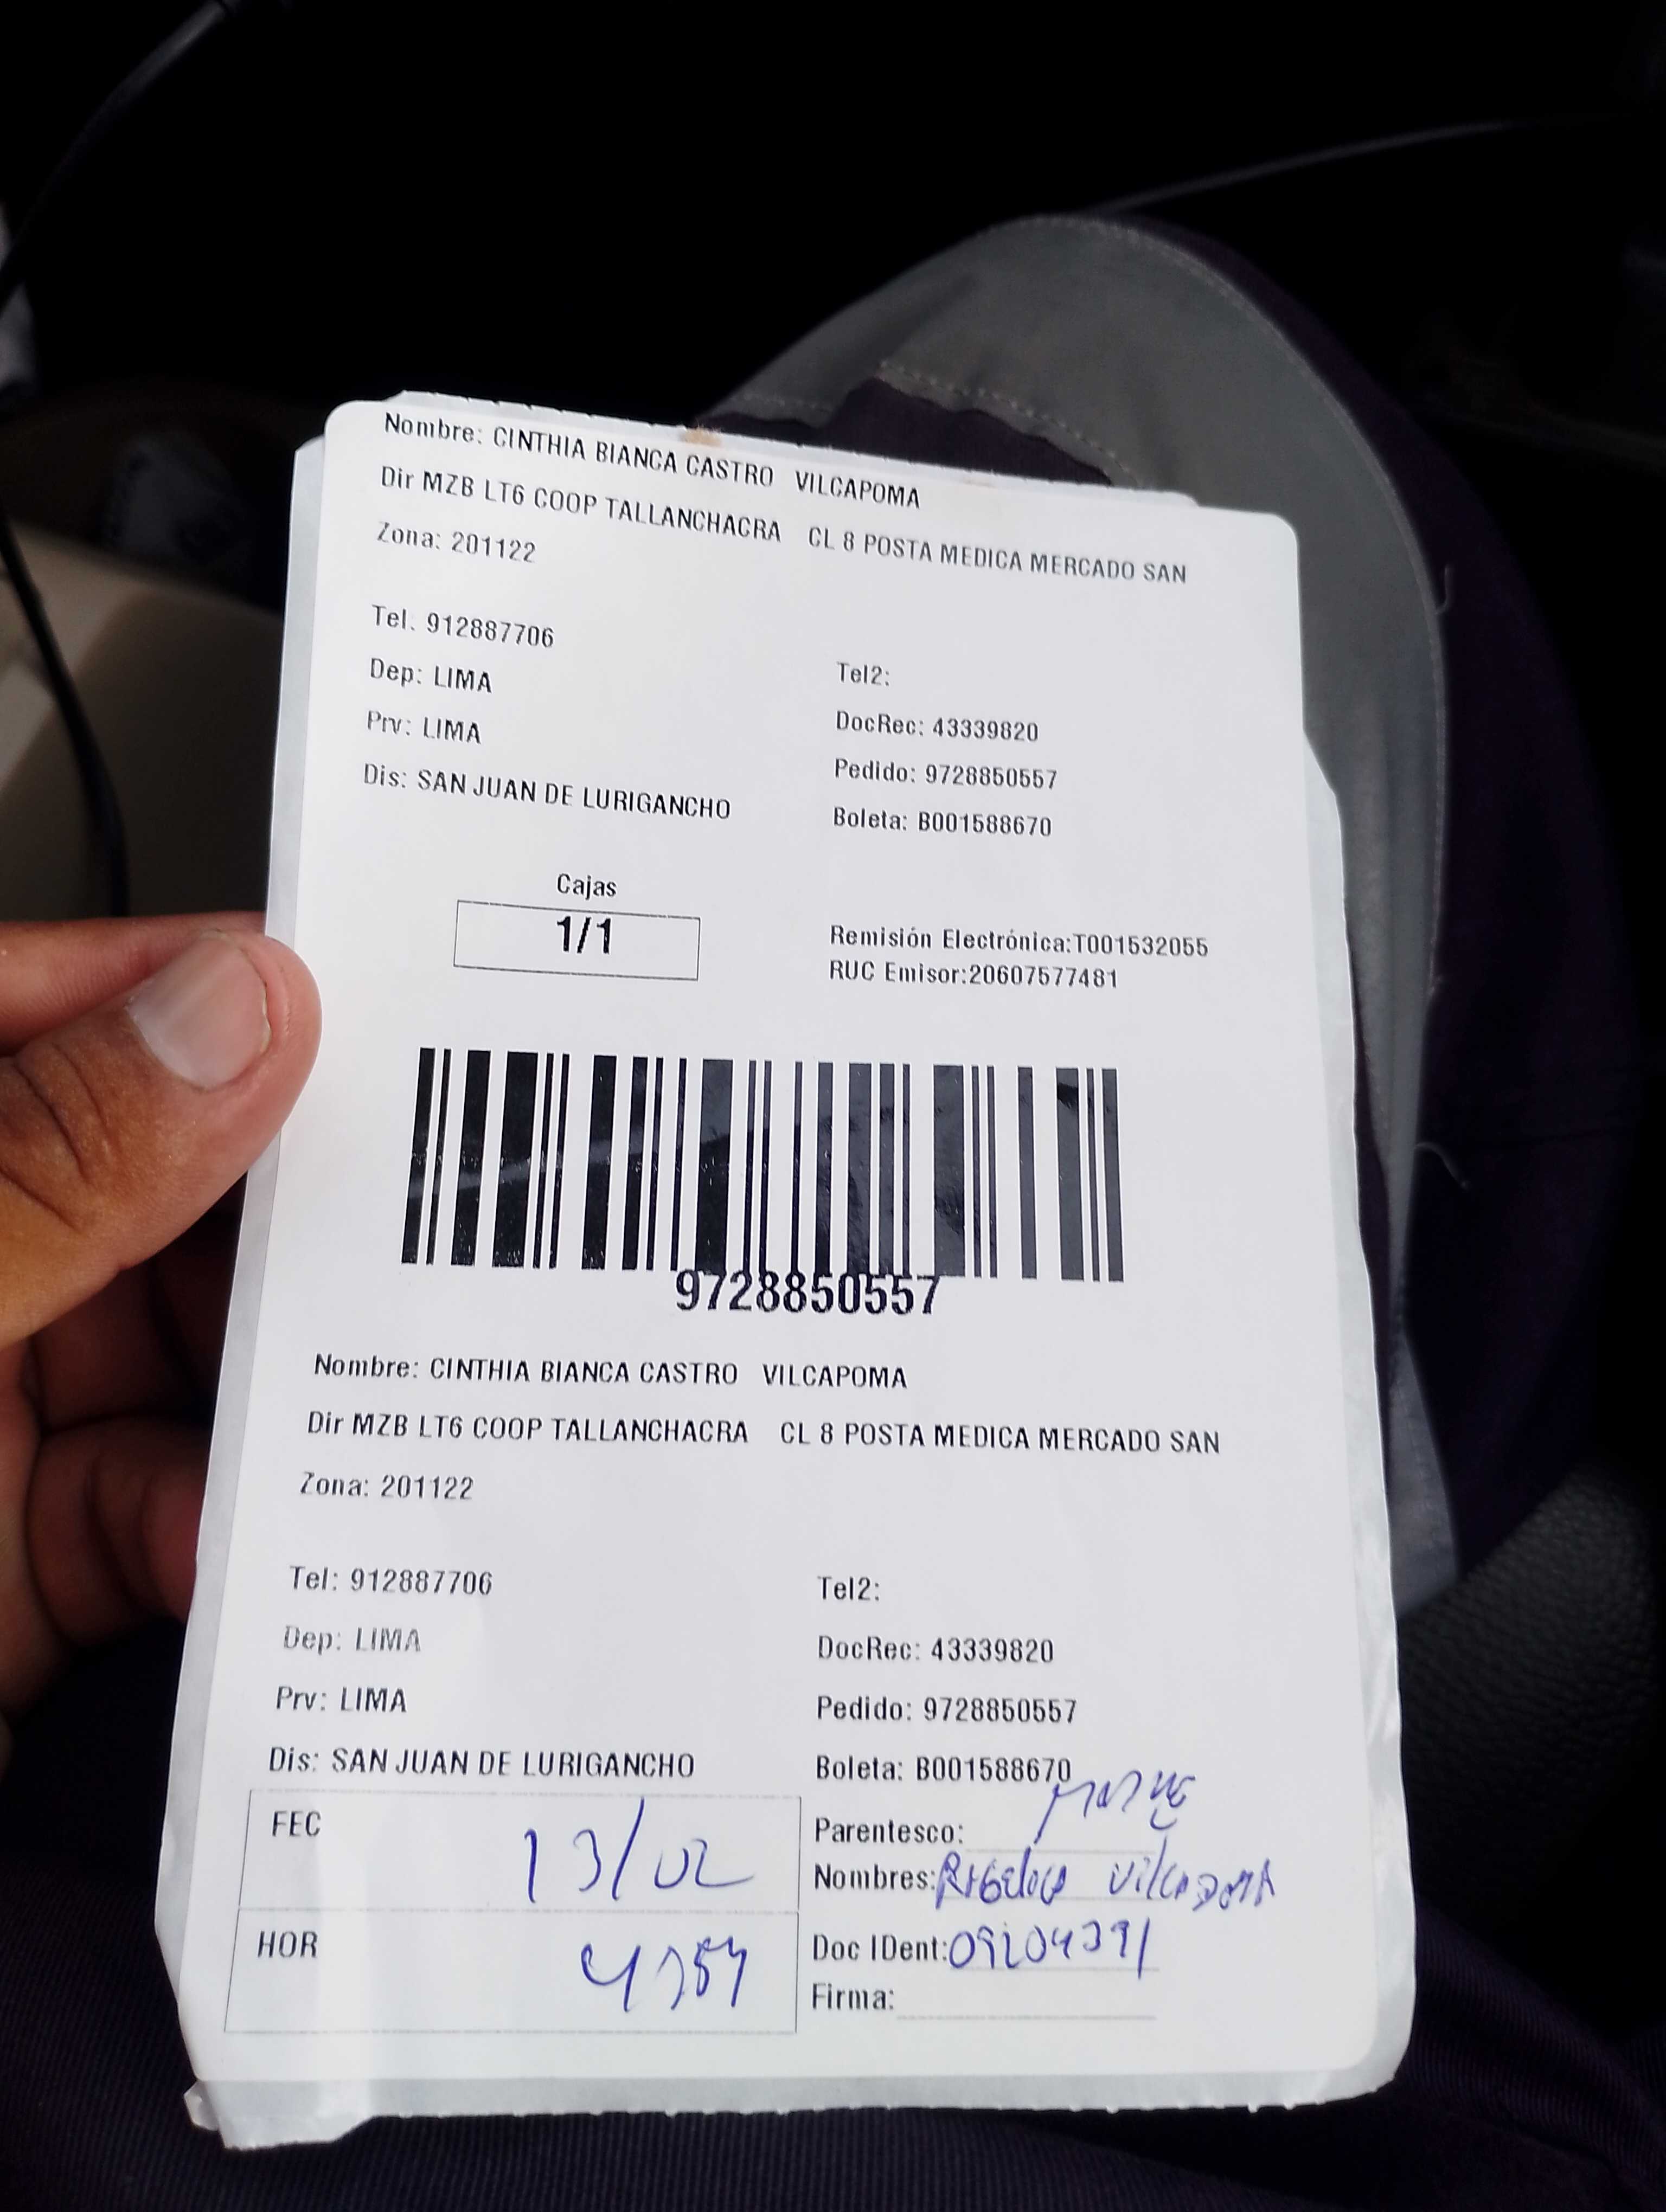 Nombre: CINTHIA BIANCA CASTRO VILCAPOMA
Dir MZB LT6 COOP TALLANCHACRA CL 8 POSTA MEDICA MERCADO SAN
Zona: 201122
Tel. 912887706
Tel2:
Dep: LIMA
DocRec: 43339820
Prv: LIMA
Pedido: 9728850557
Dis: SAN JUAN DE LURIGANCHO
Boleta: B001588670
Cajas
1/1
Remisión Electrónica:T001532055
RUC Emisor:20607577481
9728850557
Nombre: CINTHIA BIANCA CASTRO VILCAPOMA
Dir MZB LT6 COOP TALLANCHACRA CL 8 POSTA MEDICA MERCADO SAN
Zona: 201122
Tel: 912887706
Tel2:
Dep: LIMA
DocRec: 43339820
Prv: LIMA
Pedido: 9728850557
Dis: SAN JUAN DE LURIGANCHO
Boleta: B001588670
FEC 13/02
Parentesco:
Nombres: Vilcapoma
HOR
Doc IDent:
Firma: